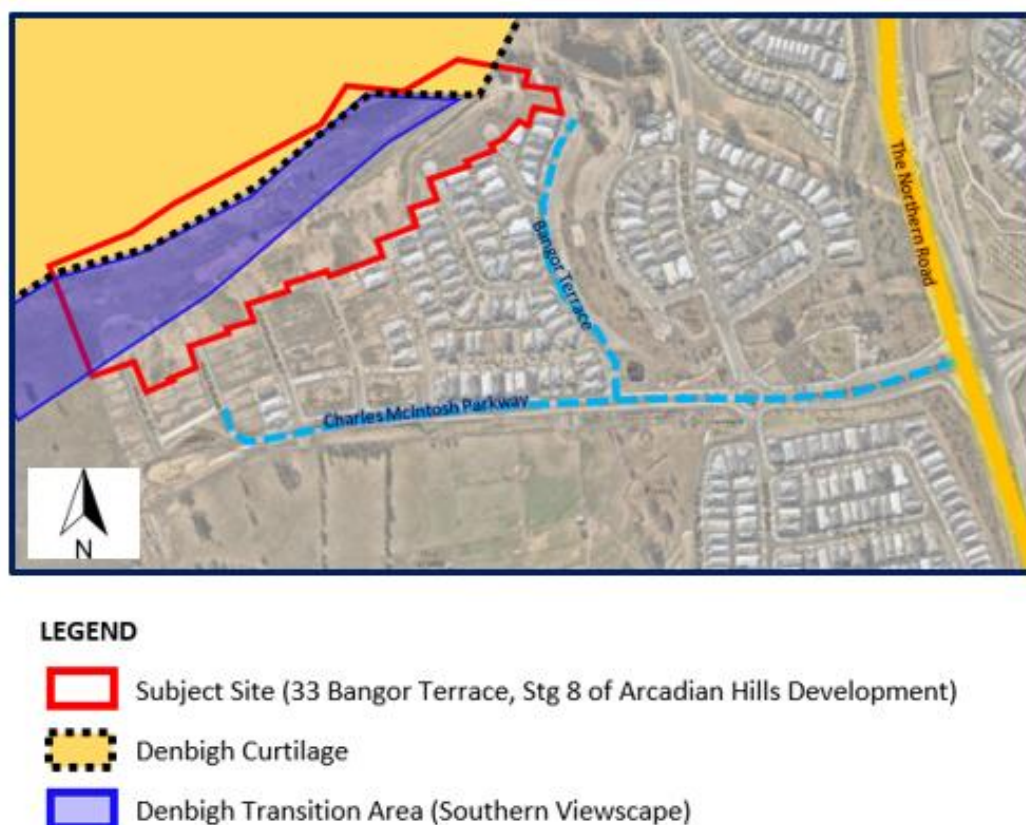 The Northern Road
Bangor Terrace
Charles McIntosh Parkway
N
LEGEND
Subject Site (33 Bangor Terrace, Stg 8 of Arcadian Hills Development)
Denbigh Curtilage
Denbigh Transition Area (Southern Viewscape)